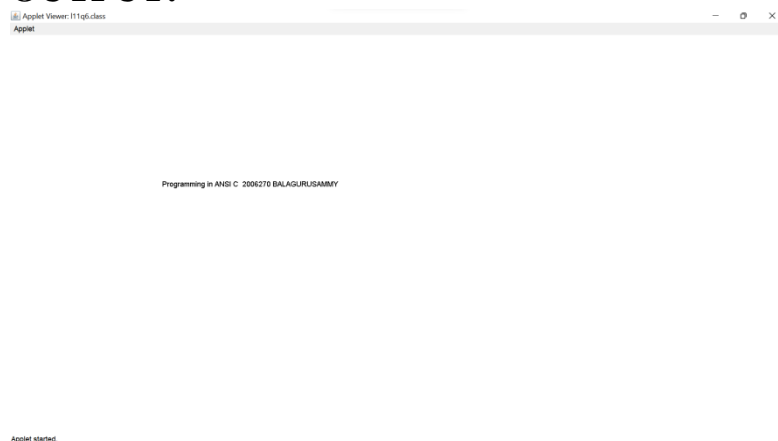 Applet Viewer: l11q6.class
Applet
Programming in ANSI C 2006270 BALAGURUSAMMY
Applet started.